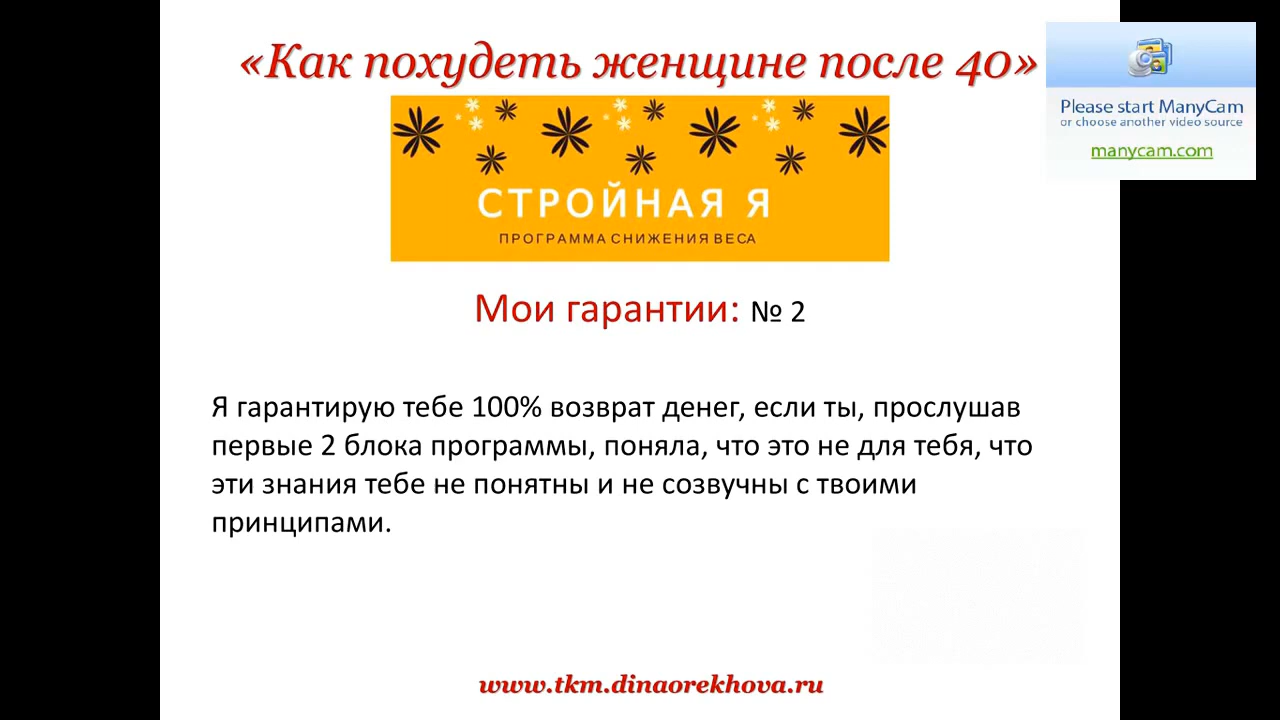 «Как похудеть женщине после 40»
Please start ManyCam
or choose another video source
manycam.com
СТРОЙНАЯ Я
ПРОГРАММА СНИЖЕНИЯ ВЕСА
Мои гарантии: № 2
Я гарантирую тебе 100% возврат денег, если ты, прослушав
первые 2 блока программы, поняла, что это не для тебя, что
эти знания тебе не понятны и не созвучны с твоими
принципами.
www.tkm.dinaorekhova.ru